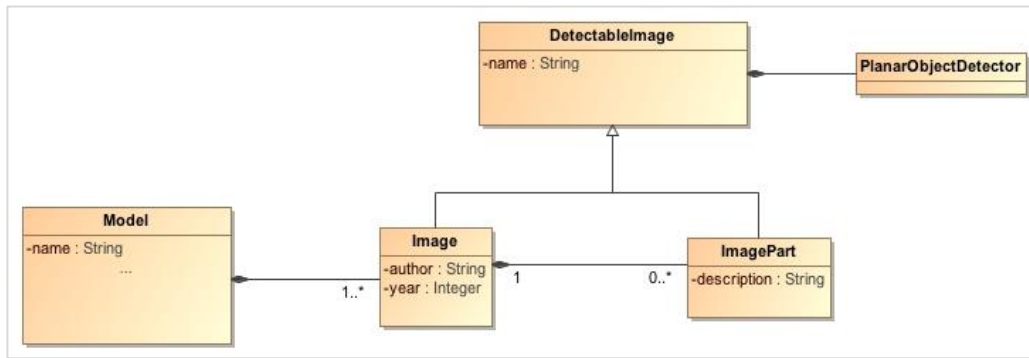 DetectableImage
-name : String
PlanarObjectDetector
Model
-name : String
...
Image
-author : String
-year : Integer
ImagePart
-description : String
1..*
1
0..*